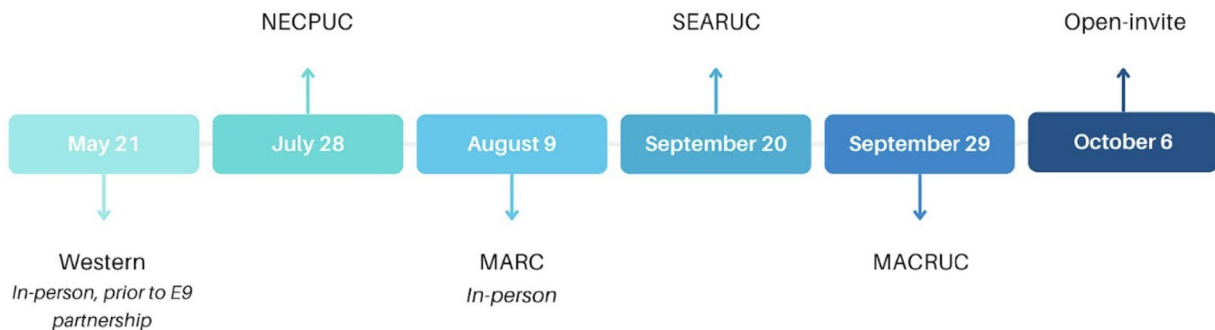 NECPUC
SEARUC
Open-invite
May 21
July 28
August 9
September 20
September 29
October 6
Western
In-person, prior to E9
partnership
MARC
In-person
MACRUC